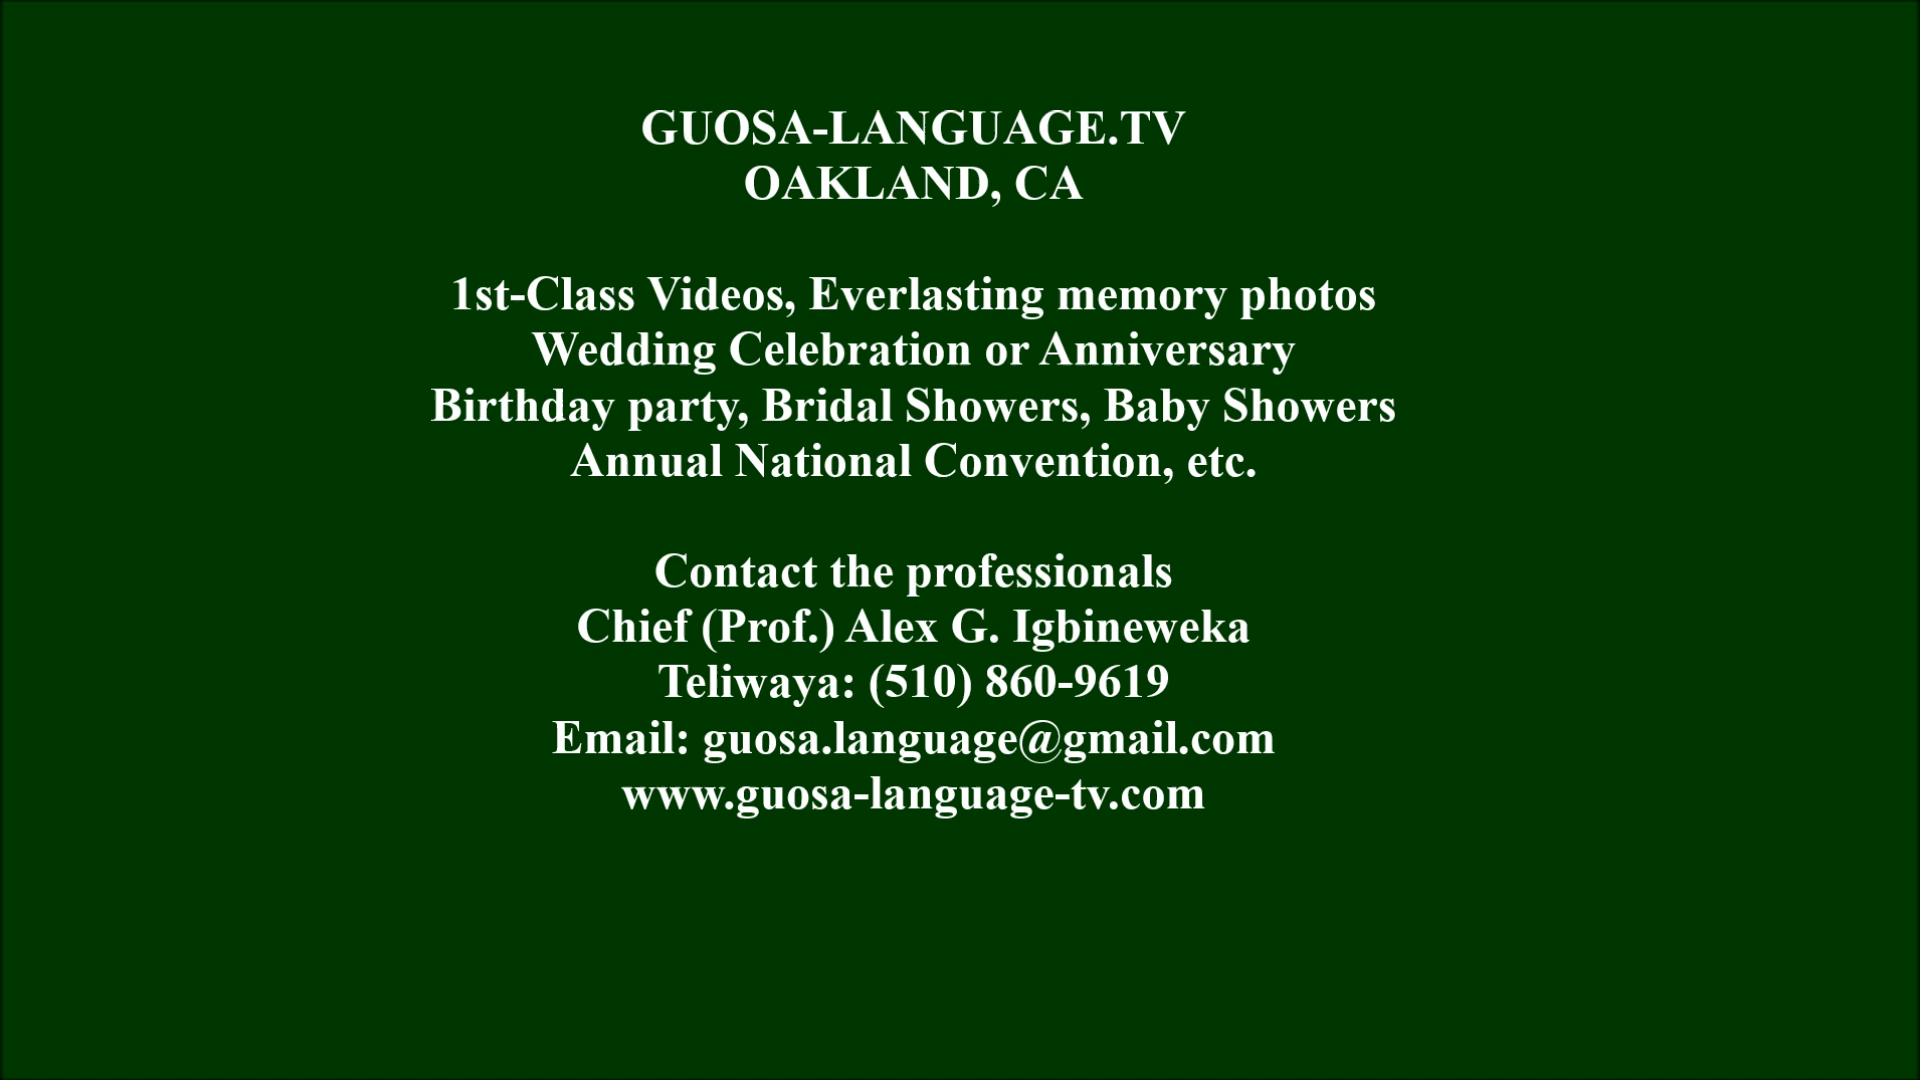 GUOSA-LANGUAGE.TV
OAKLAND, CA
1st-Class Videos, Everlasting memory photos
Wedding Celebration or Anniversary
Birthday party, Bridal Showers, Baby Showers
Annual National Convention, etc.
Contact the professionals
Chief (Prof.) Alex G. Igbineweka
Teliwaya: (510) 860-9619
Email: guosa.language@gmail.com
www.guosa-language-tv.com